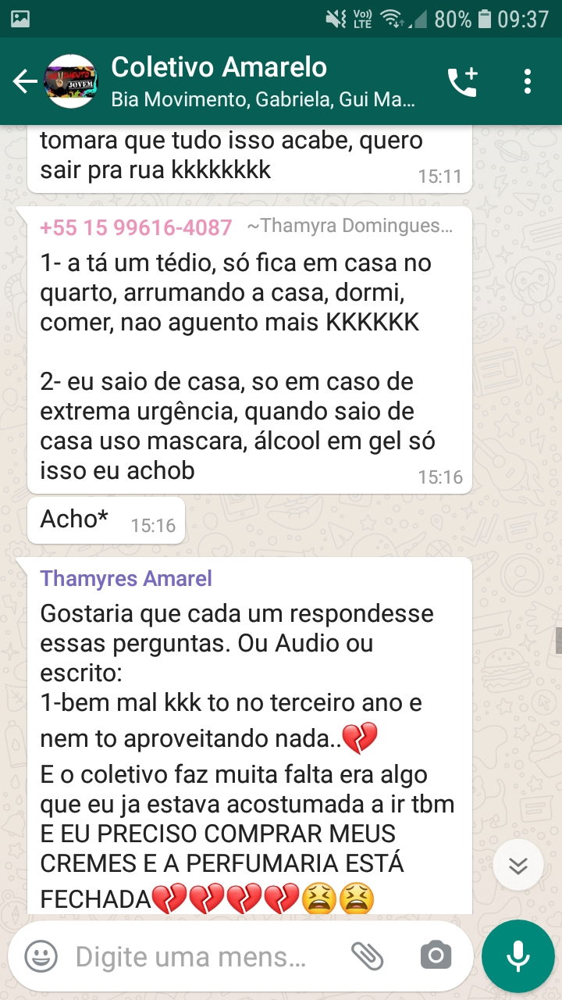 Vo)) LTE 80% 09:37
Coletivo Amarelo
Bia Movimento, Gabriela, Gui Ma...
JOVEM
tomara que tudo isso acabe, quero
sair pra rua kkkkkkkk
15:11
+55 15 99616-4087 ~Thamyra Domingues...
1- a tá um tédio, só fica em casa no
quarto, arrumando a casa, dormi,
comer, nao aguento mais KKKKKK
2- eu saio de casa, so em caso de
extrema urgência, quando saio de
casa uso mascara, álcool em gel só
isso eu achob
15:16
Acho* 15:16
Thamyres Amarel
Gostaria que cada um respondesse
essas perguntas. Ou Audio ou
escrito:
1-bem mal kkk to no terceiro ano e
nem to aproveitando nada..💔
E o coletivo faz muita falta era algo
que eu ja estava acostumada a ir tbm
E EU PRECISO COMPRAR MEUS
CREMES E A PERFUMARIA ESTÁ
FECHADA💔💔💔💔😫😫
Digite uma mens...